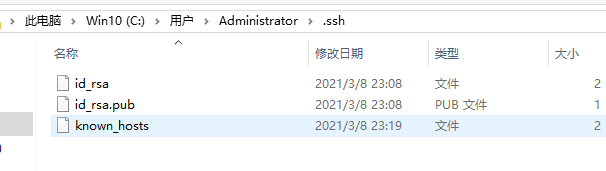 此电脑 > Win10 (C:) > 用户 > Administrator > .ssh
名称 修改日期 类型 大小
id_rsa 2021/3/8 23:08 文件 2
id_rsa.pub 2021/3/8 23:08 PUB 文件 1
known_hosts 2021/3/8 23:19 文件 2